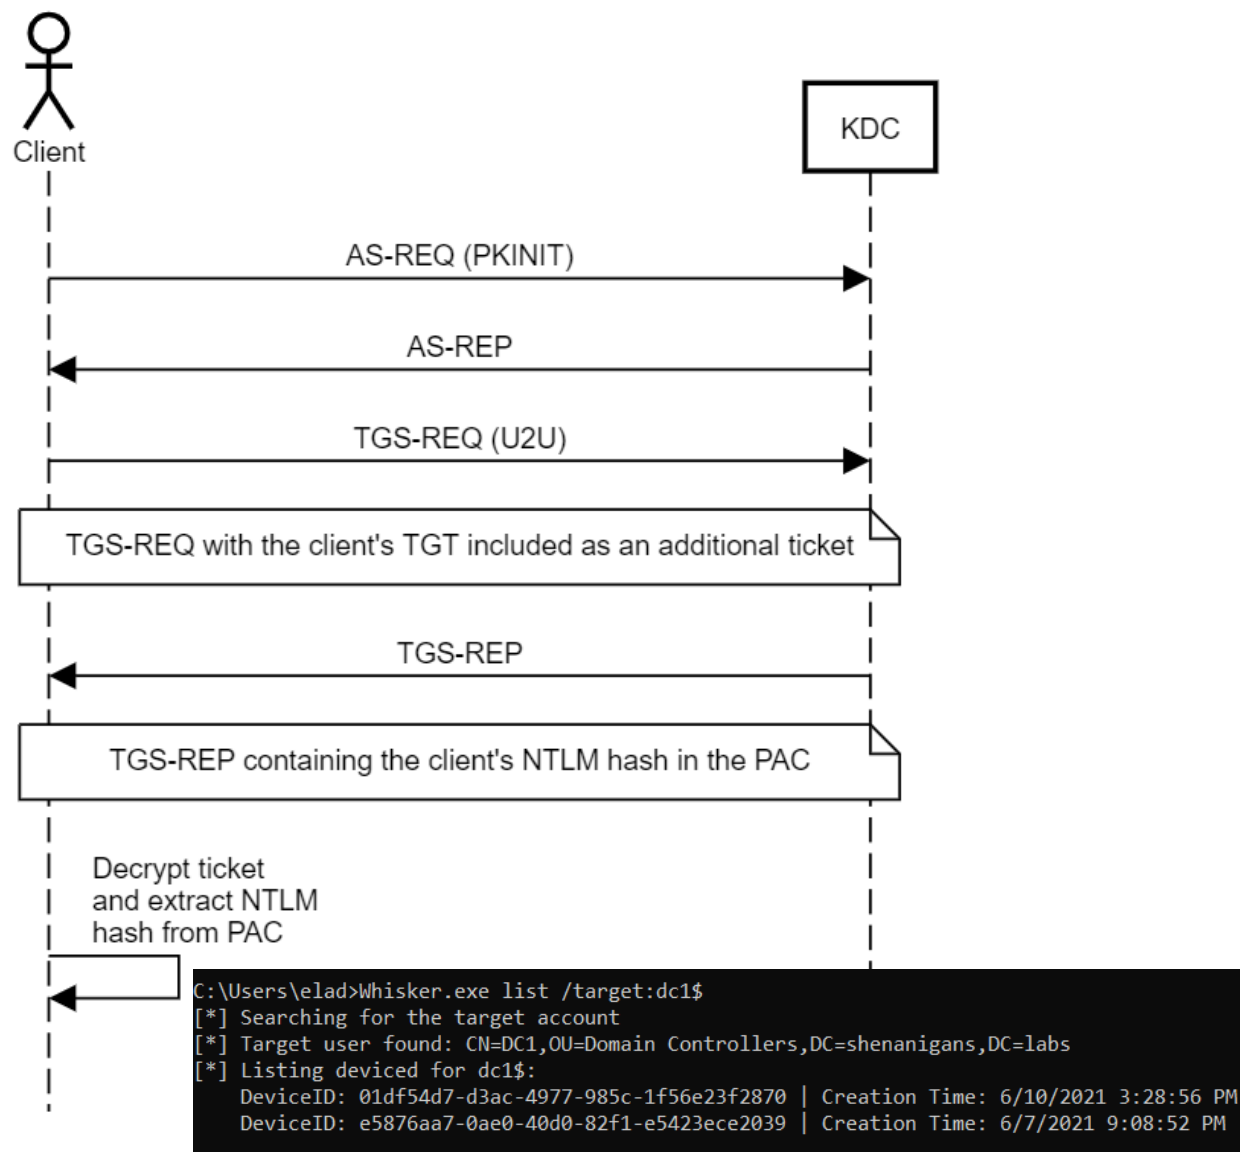 Client
KDC
AS-REQ (PKINIT)
AS-REP
TGS-REQ (U2U)
TGS-REQ with the client's TGT included as an additional ticket
TGS-REP
TGS-REP containing the client's NTLM hash in the PAC
Decrypt ticket
and extract NTLM
hash from PAC
C:\Users\elad>Whisker.exe list /target:dc1$
[*] Searching for the target account
[*] Target user found: CN=DC1,OU=Domain Controllers,DC=shenanigans,DC=labs
[*] Listing deviced for dc1$:
DeviceID: 01df54d7-d3ac-4977-985c-1f56e23f2870 | Creation Time: 6/10/2021 3:28:56 PM
DeviceID: e5876aa7-0ae0-40d0-82f1-e5423ece2039 | Creation Time: 6/7/2021 9:08:52 PM